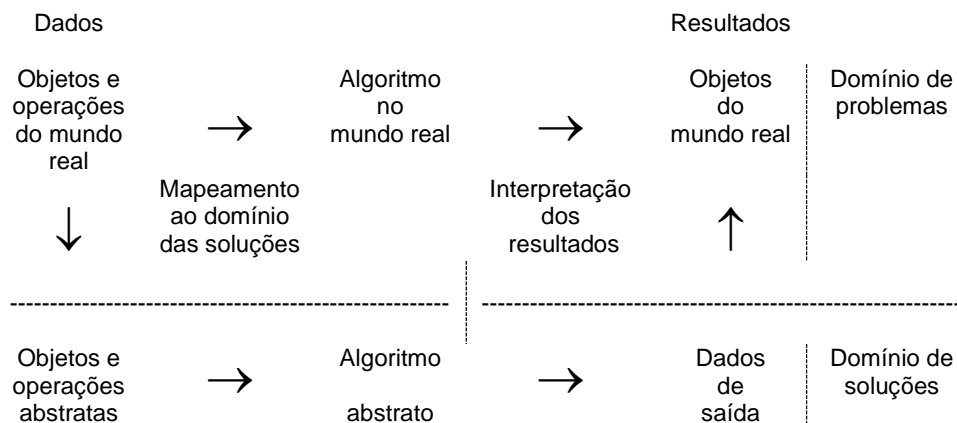 Dados
Resultados
Objetos e
operações
do mundo
real
Algoritmo
no
mundo real
Objetos
do
mundo real
Domínio de
problemas
Mapeamento
ao domínio
das soluções
Interpretação
dos
resultados
Objetos e
operações
abstratas
Algoritmo
abstrato
Dados
de
saída
Domínio de
soluções